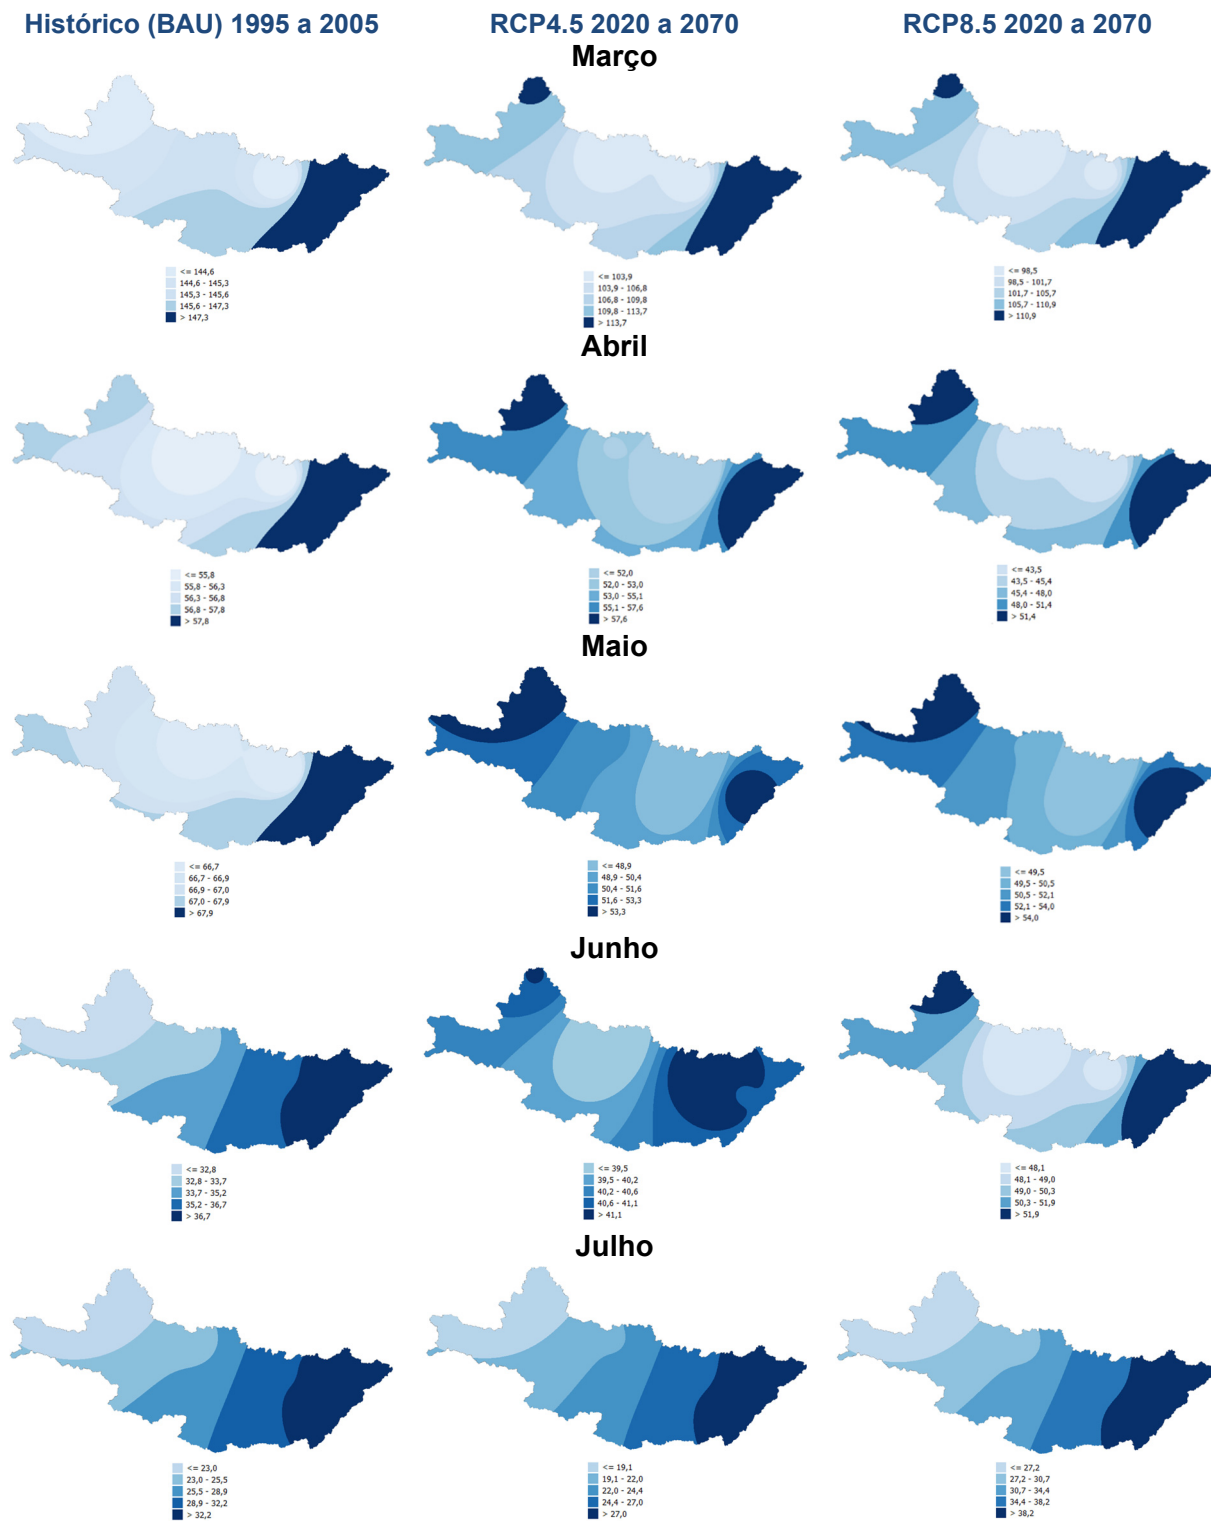 Histórico (BAU) 1995 a 2005
RCP4.5 2020 a 2070
RCP8.5 2020 a 2070
Março
<= 144,6
144,6 - 145,3
145,3 - 145,6
145,6 - 147,3
> 147,3
<= 103,9
103,9 - 106,8
106,8 - 109,8
109,8 - 113,7
> 113,7
<= 98,5
98,5 - 101,7
101,7 - 105,7
105,7 - 110,9
> 110,9
Abril
<= 55,8
55,8 - 56,3
56,3 - 56,8
56,8 - 57,8
> 57,8
<= 52,0
52,0 - 53,0
53,0 - 55,1
55,1 - 57,6
> 57,6
<= 43,5
43,5 - 45,4
45,4 - 48,0
48,0 - 51,4
> 51,4
Maio
<= 66,7
66,7 - 66,9
66,9 - 67,0
67,0 - 67,9
> 67,9
<= 48,9
48,9 - 50,4
50,4 - 51,6
51,6 - 53,3
> 53,3
<= 49,5
49,5 - 50,5
50,5 - 52,1
52,1 - 54,0
> 54,0
Junho
<= 32,8
32,8 - 33,7
33,7 - 35,2
35,2 - 36,7
> 36,7
<= 39,5
39,5 - 40,2
40,2 - 40,6
40,6 - 41,1
> 41,1
<= 48,1
48,1 - 49,0
49,0 - 50,3
50,3 - 51,9
> 51,9
Julho
<= 23,0
23,0 - 25,5
25,5 - 28,9
28,9 - 32,2
> 32,2
<= 19,1
19,1 - 22,0
22,0 - 24,4
24,4 - 27,0
> 27,0
<= 27,2
27,2 - 30,7
30,7 - 34,4
34,4 - 38,2
> 38,2